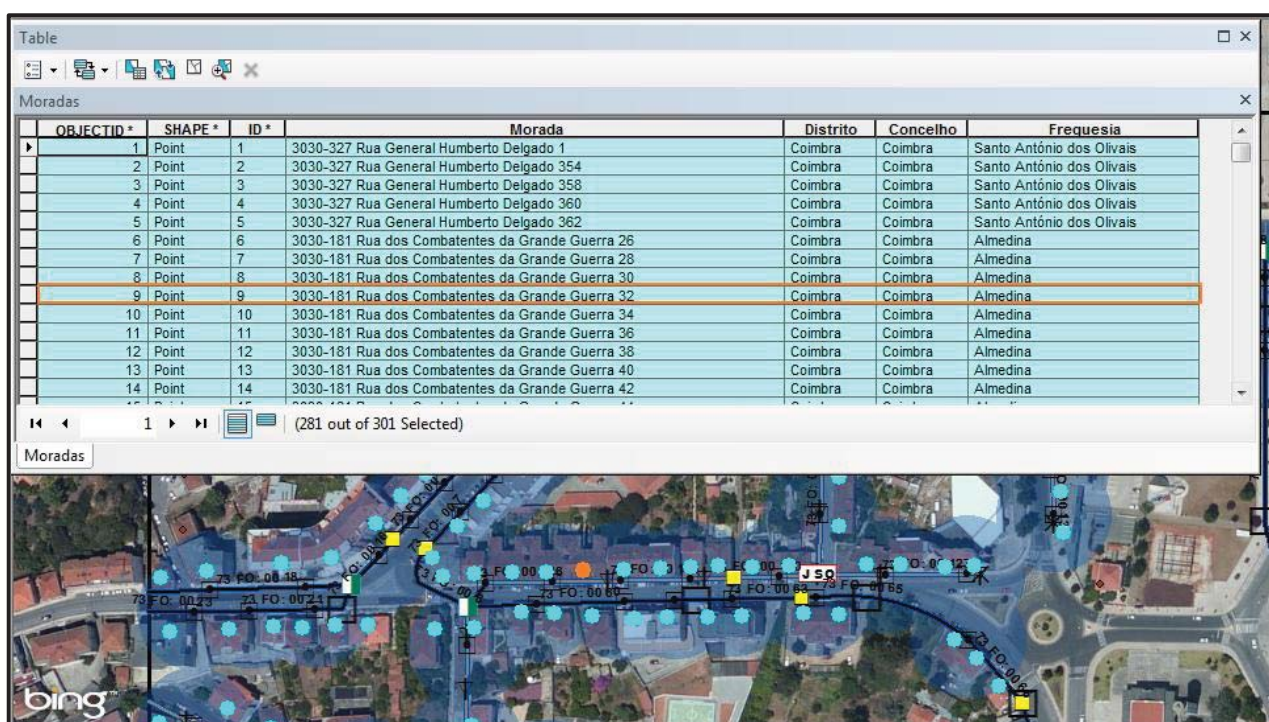 Table
Moradas
OBJECTID * SHAPE * ID * Morada Distrito Concelho Freguesia
1 Point 1 3030-327 Rua General Humberto Delgado 1 Coimbra Coimbra Santo António dos Olivais
2 Point 2 3030-327 Rua General Humberto Delgado 354 Coimbra Coimbra Santo António dos Olivais
3 Point 3 3030-327 Rua General Humberto Delgado 358 Coimbra Coimbra Santo António dos Olivais
4 Point 4 3030-327 Rua General Humberto Delgado 360 Coimbra Coimbra Santo António dos Olivais
5 Point 5 3030-327 Rua General Humberto Delgado 362 Coimbra Coimbra Santo António dos Olivais
6 Point 6 3030-181 Rua dos Combatentes da Grande Guerra 26 Coimbra Coimbra Almedina
7 Point 7 3030-181 Rua dos Combatentes da Grande Guerra 28 Coimbra Coimbra Almedina
8 Point 8 3030-181 Rua dos Combatentes da Grande Guerra 30 Coimbra Coimbra Almedina
9 Point 9 3030-181 Rua dos Combatentes da Grande Guerra 32 Coimbra Coimbra Almedina
10 Point 10 3030-181 Rua dos Combatentes da Grande Guerra 34 Coimbra Coimbra Almedina
11 Point 11 3030-181 Rua dos Combatentes da Grande Guerra 36 Coimbra Coimbra Almedina
12 Point 12 3030-181 Rua dos Combatentes da Grande Guerra 38 Coimbra Coimbra Almedina
13 Point 13 3030-181 Rua dos Combatentes da Grande Guerra 40 Coimbra Coimbra Almedina
14 Point 14 3030-181 Rua dos Combatentes da Grande Guerra 42 Coimbra Coimbra Almedina
1 (281 out of 301 Selected)
Moradas
73 FO: 00 18
JSO
73 FO: 00 23
73 FO: 00 21
73 FO: 00 60
73 FO: 00 63
73 FO: 00 65
bing